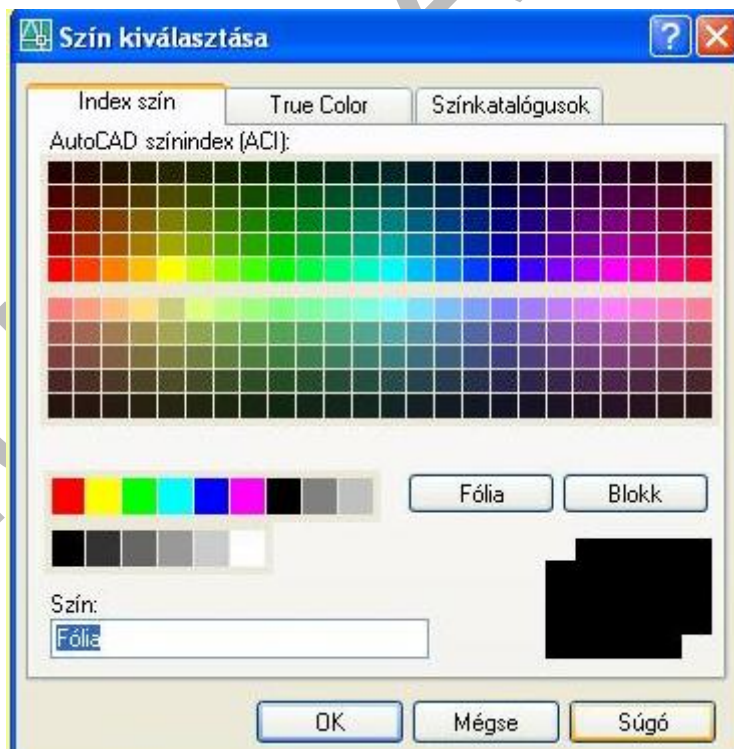 Szín kiválasztása
Index szín True Color Színkatalógusok
AutoCAD színindex (ACI):
Fólia Blokk
Szín:
Fólia
OK Mégse Súgó